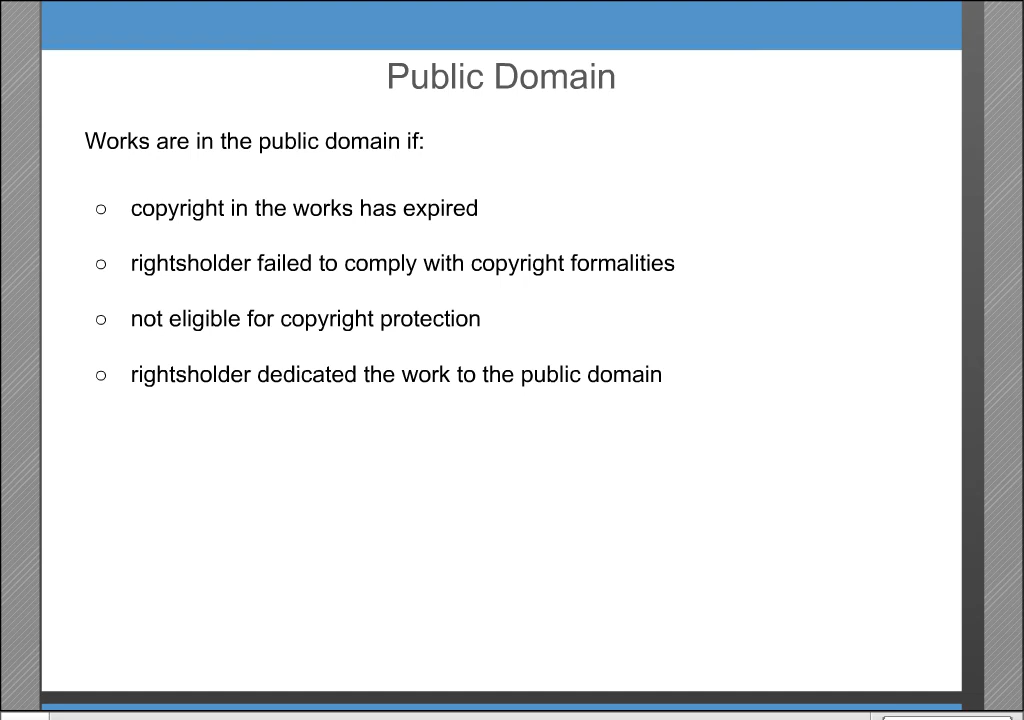 Public Domain
Works are in the public domain if:
○ copyright in the works has expired
○ rightsholder failed to comply with copyright formalities
○ not eligible for copyright protection
○ rightsholder dedicated the work to the public domain